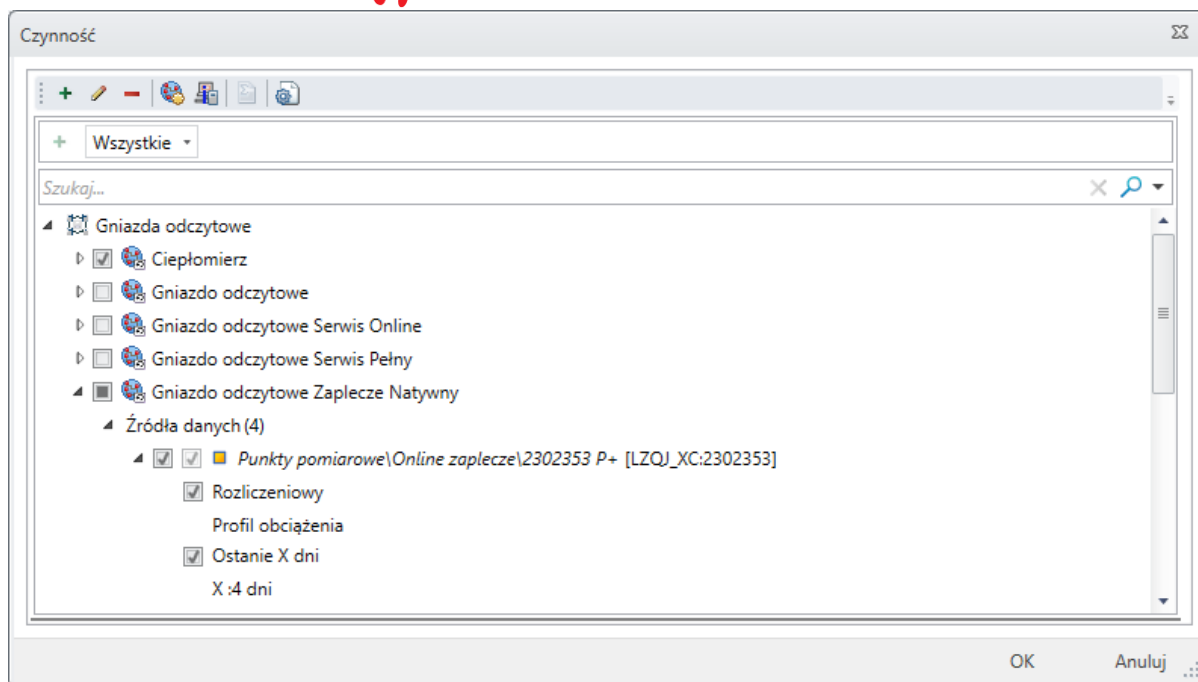 Czynność
Wszystkie
Szukaj...
Gniazda odczytowe
Ciepłomierz
Gniazdo odczytowe
Gniazdo odczytowe Serwis Online
Gniazdo odczytowe Serwis Pełny
Gniazdo odczytowe Zaplecze Natywny
Źródła danych (4)
Punkty pomiarowe\Online zaplecze\2302353 P+ [LZQJ_XC:2302353]
Rozliczeniowy
Profil obciążenia
Ostanie X dni
X :4 dni
OK Anuluj